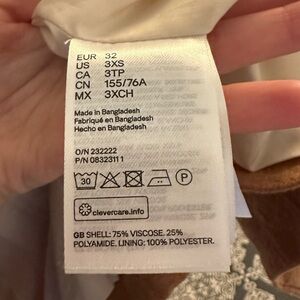 EUR 32
US 3XS
CA 3TP
CN 155/76A
MX 3XCH
Made in Bangladesh
Fabriqué en Bangladesh
Hecho en Bangladesh
O/N 232222
P/N 08323111
30 P
clevercare.info
GB SHELL: 75% VISCOSE. 25%
POLYAMIDE. LINING: 100% POLYESTER.